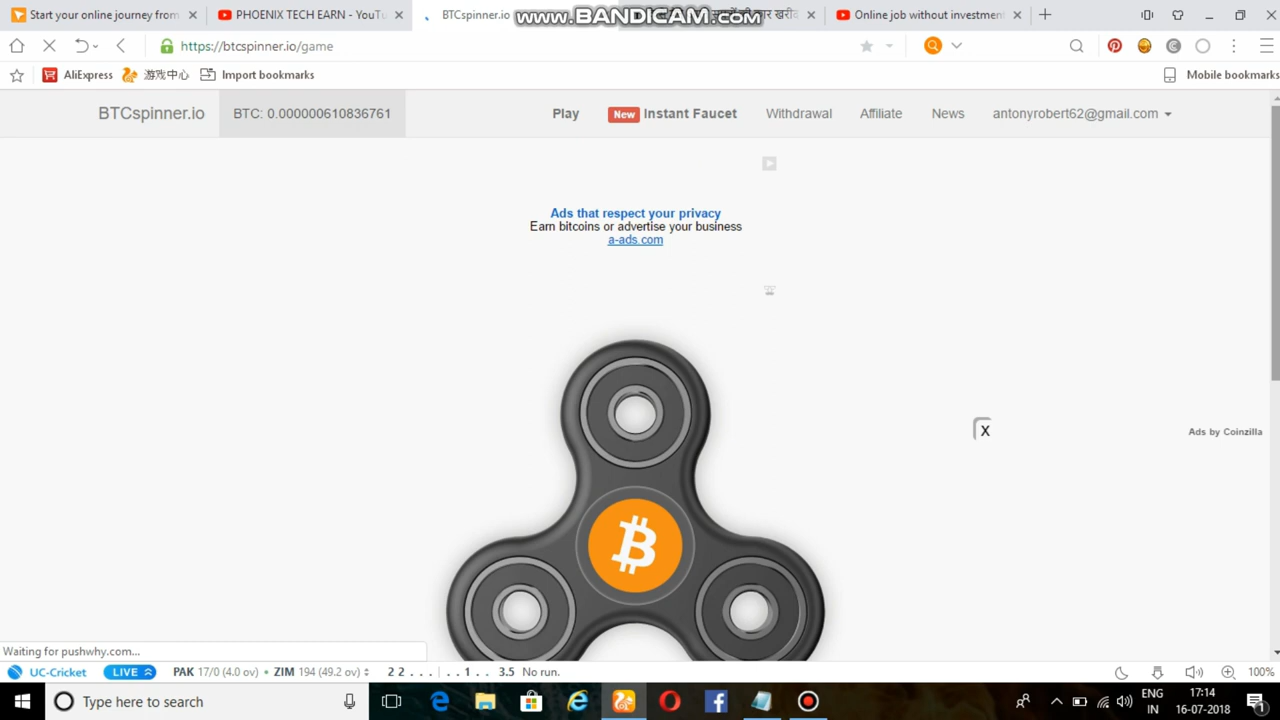 Start your online journey from
PHOENIX TECH EARN - YouTu
BTCspinner.io
www.BANDICAM.com
Online job without investment
https://btcspinner.io/game
AliExpress
游戏中心
Import bookmarks
Mobile bookmarks
BTCspinner.io
BTC: 0.000000610836761
Play
New Instant Faucet
Withdrawal
Affiliate
News
antonyrobert62@gmail.com
Ads that respect your privacy
Earn bitcoins or advertise your business
a-ads.com
X
Ads by Coinzilla
Waiting for pushwhy.com...
UC-Cricket
LIVE
PAK 17/0 (4.0 ov) • ZIM 194 (49.2 ov)
2 2 . . . | . . 1 . . 3.5 No run.
100%
Type here to search
ENG
IN
17:14
16-07-2018
1